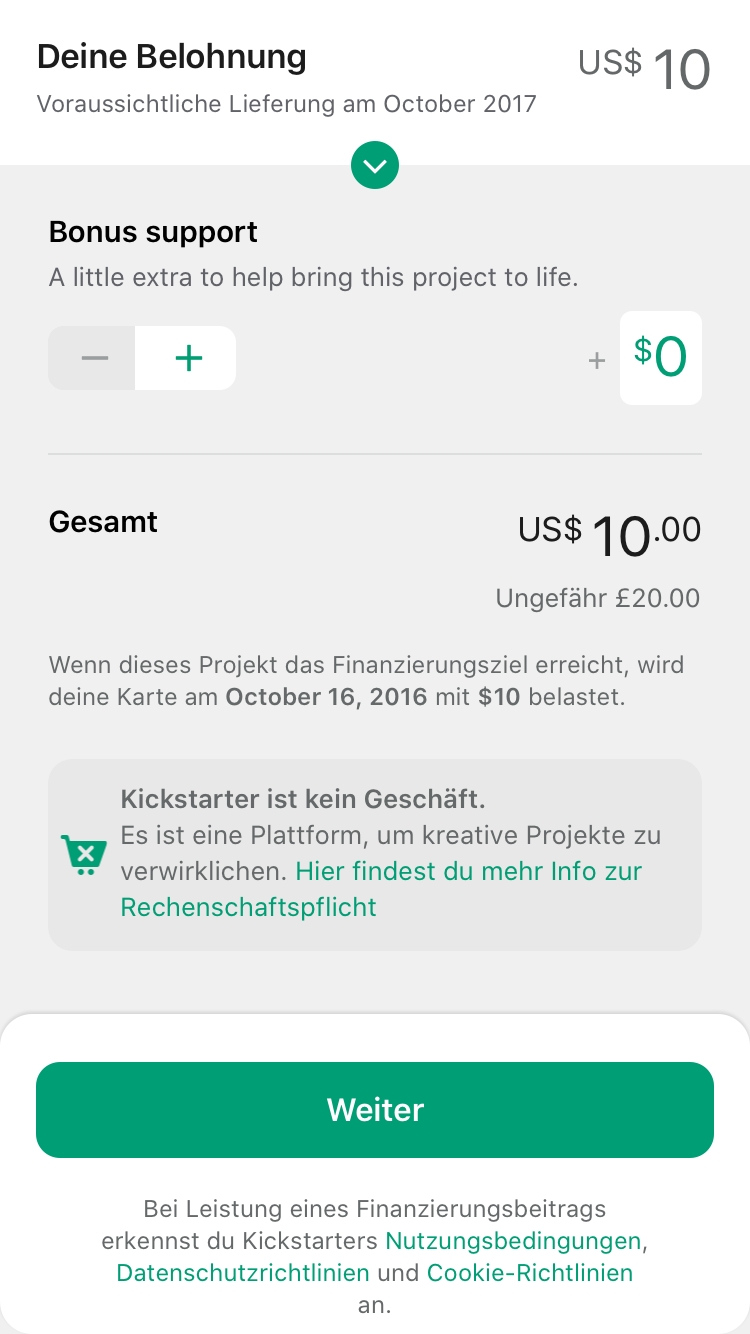 Deine Belohnung
US$ 10
Voraussichtliche Lieferung am October 2017
Bonus support
A little extra to help bring this project to life.
+ $0
Gesamt
US$ 10.00
Ungefähr £20.00
Wenn dieses Projekt das Finanzierungsziel erreicht, wird
deine Karte am October 16, 2016 mit $10 belastet.
Kickstarter ist kein Geschäft.
Es ist eine Plattform, um kreative Projekte zu
verwirklichen. Hier findest du mehr Info zur
Rechenschaftspflicht
Weiter
Bei Leistung eines Finanzierungsbeitrags
erkennst du Kickstarters Nutzungsbedingungen,
Datenschutzrichtlinien und Cookie-Richtlinien
an.